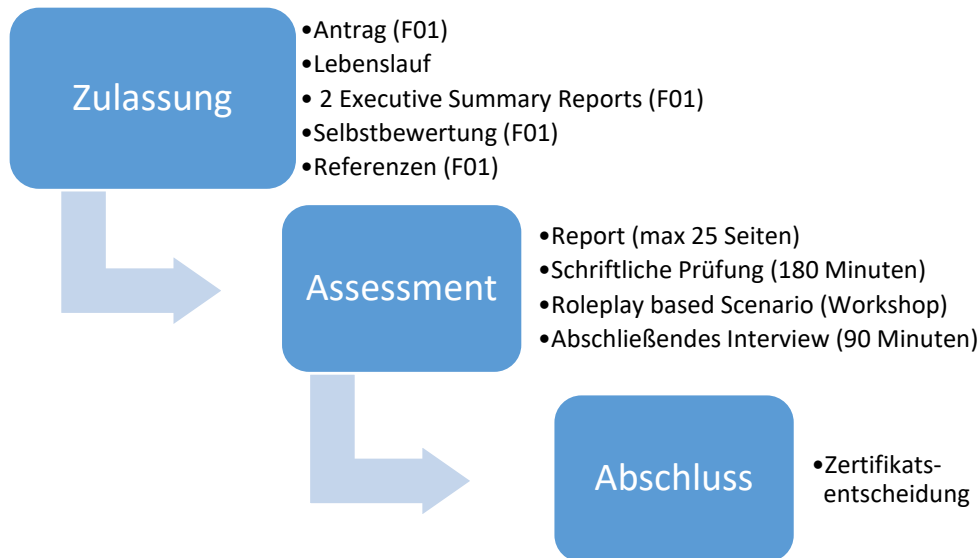 Zulassung
•Antrag (F01)
•Lebenslauf
• 2 Executive Summary Reports (F01)
•Selbstbewertung (F01)
•Referenzen (F01)
Assessment
•Report (max 25 Seiten)
•Schriftliche Prüfung (180 Minuten)
•Roleplay based Scenario (Workshop)
•Abschließendes Interview (90 Minuten)
Abschluss
•Zertifikats-
entscheidung